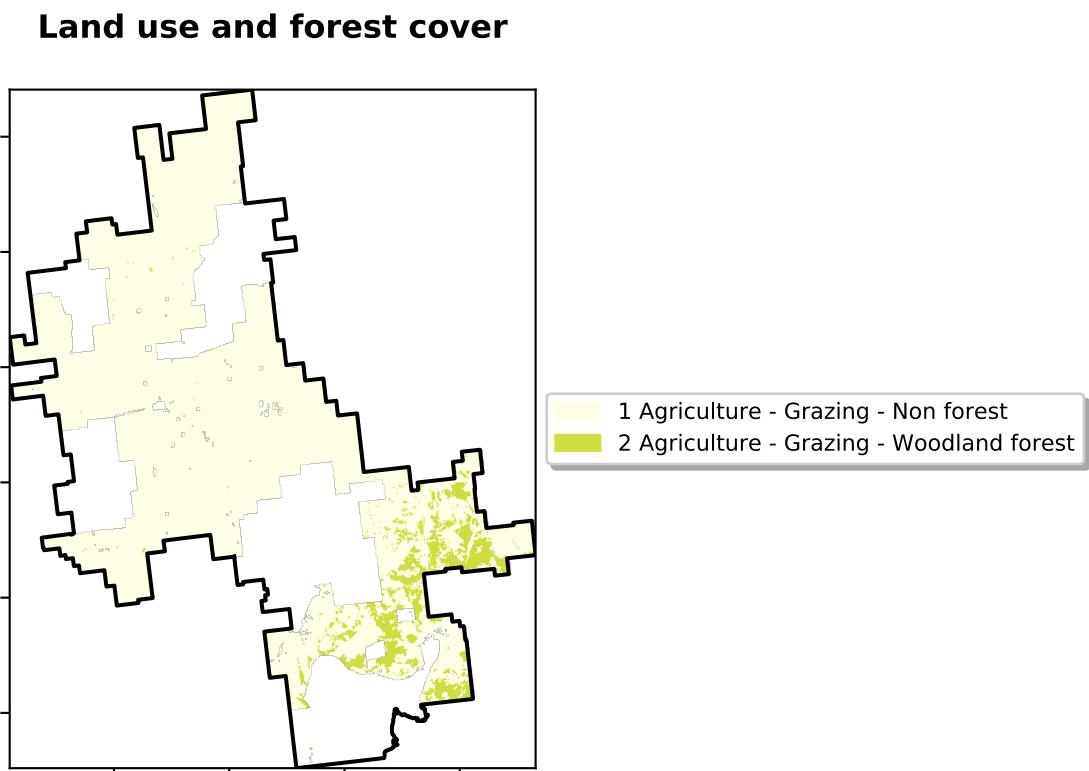 Land use and forest cover
1 Agriculture - Grazing - Non forest
2 Agriculture - Grazing - Woodland forest